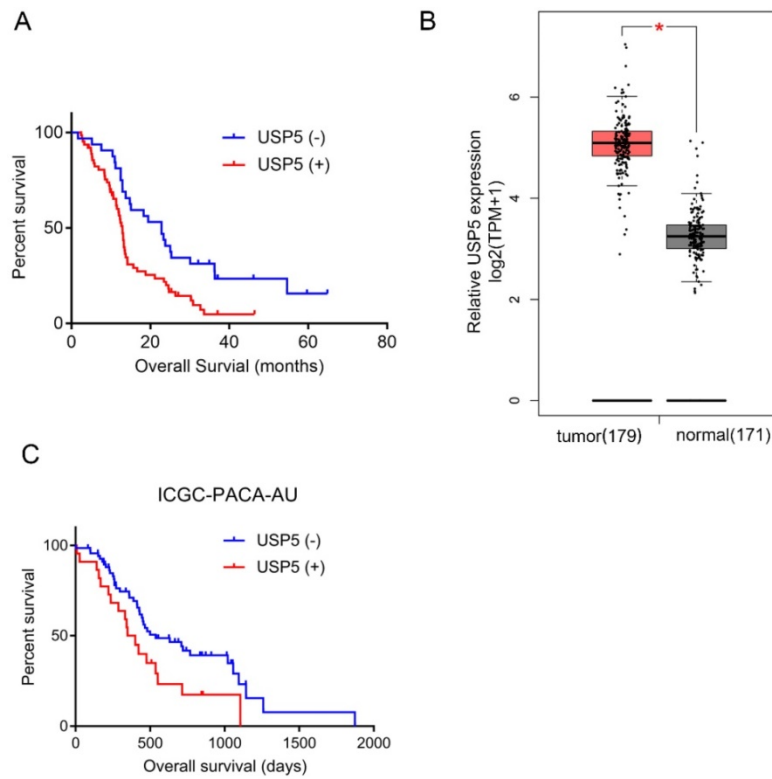 A
Percent survival
100
50
0
USP5 (-)
USP5 (+)
0 20 40 60 80
Overall Survial (months)
B
Relative USP5 expression
log2(TPM+1)
6
4
2
0
*
tumor(179) normal(171)
C
ICGC-PACA-AU
Percent survival
100
50
0
USP5 (-)
USP5 (+)
0 500 1000 1500 2000
Overall survival (days)